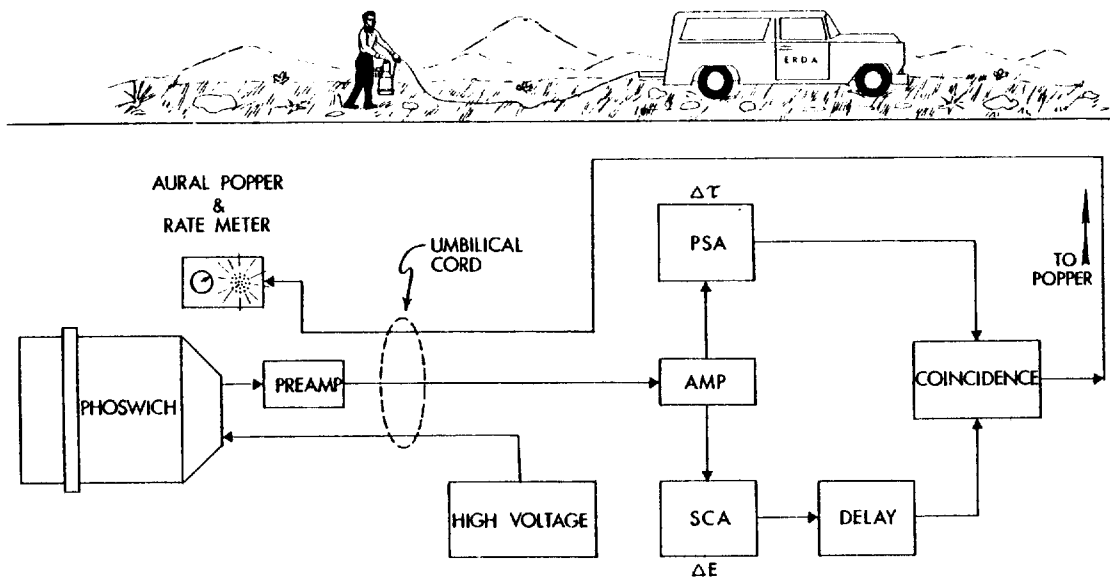 ERDA
AURAL POPPER
&
RATE METER
UMBILICAL
CORD
Δτ
PSA
TO
POPPER
PHOSWICH
PREAMP
AMP
COINCIDENCE
HIGH VOLTAGE
SCA
DELAY
ΔE